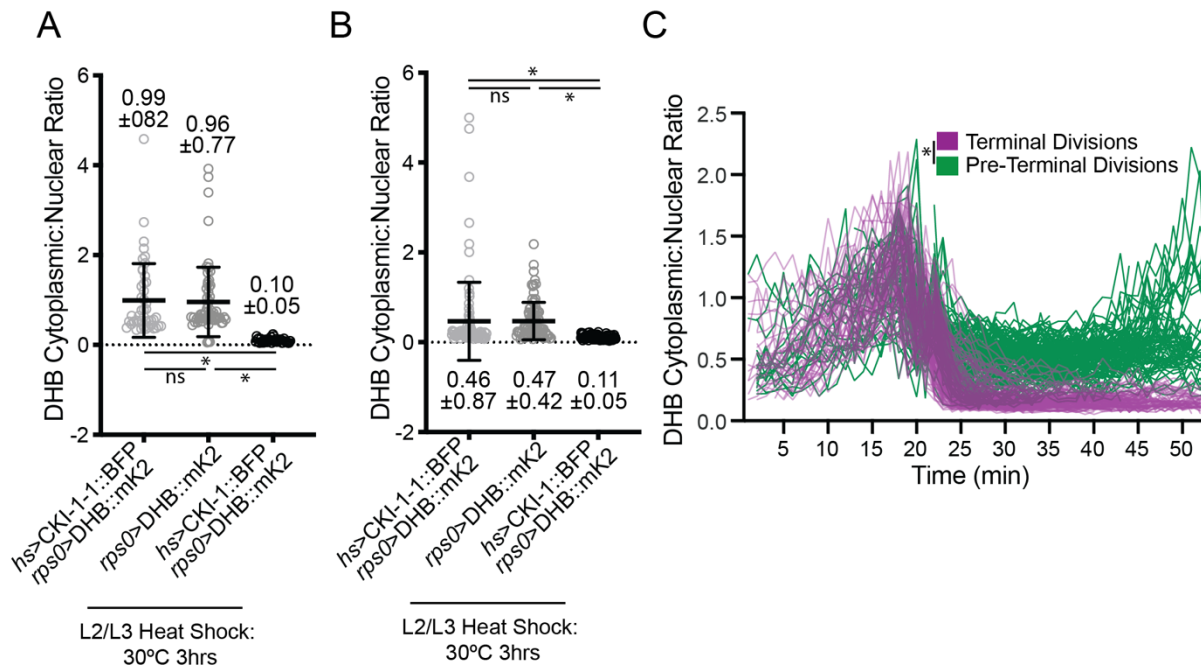 A
DHB Cytoplasmic:Nuclear Ratio
6
4
2
0
-2
0.99
±082
0.96
±0.77
0.10
±0.05
*
ns
*
hs>CKI-1-1::BFP
rps0>DHB::mK2
rps0>DHB::mK2
hs>CKI-1::BFP
rps0>DHB::mK2
L2/L3 Heat Shock:
30ºC 3hrs
B
DHB Cytoplasmic:Nuclear Ratio
6
4
2
0
-2
*
ns
*
0.46
±0.87
0.47
±0.42
0.11
±0.05
hs>CKI-1-1::BFP
rps0>DHB::mK2
rps0>DHB::mK2
hs>CKI-1::BFP
rps0>DHB::mK2
L2/L3 Heat Shock:
30ºC 3hrs
C
DHB Cytoplasmic:Nuclear Ratio
2.5
2.0
1.5
1.0
0.5
0.0
*
Terminal Divisions
Pre-Terminal Divisions
5 10 15 20 25 30 35 40 45 50
Time (min)